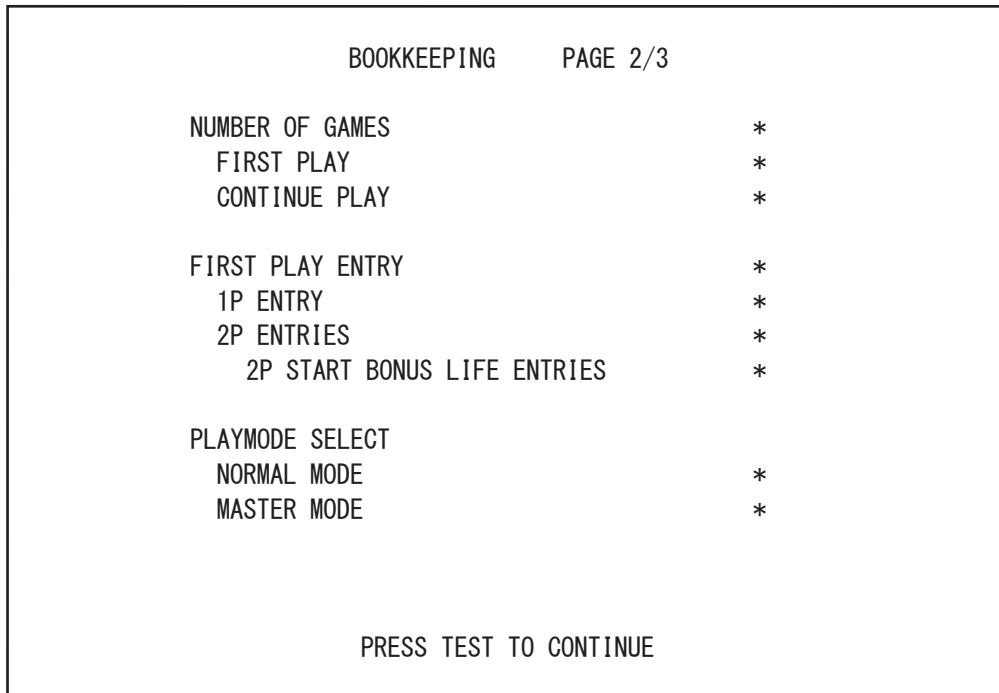 BOOKKEEPING PAGE 2/3
NUMBER OF GAMES *
FIRST PLAY *
CONTINUE PLAY *
FIRST PLAY ENTRY *
1P ENTRY *
2P ENTRIES *
2P START BONUS LIFE ENTRIES *
PLAYMODE SELECT
NORMAL MODE *
MASTER MODE *
PRESS TEST TO CONTINUE